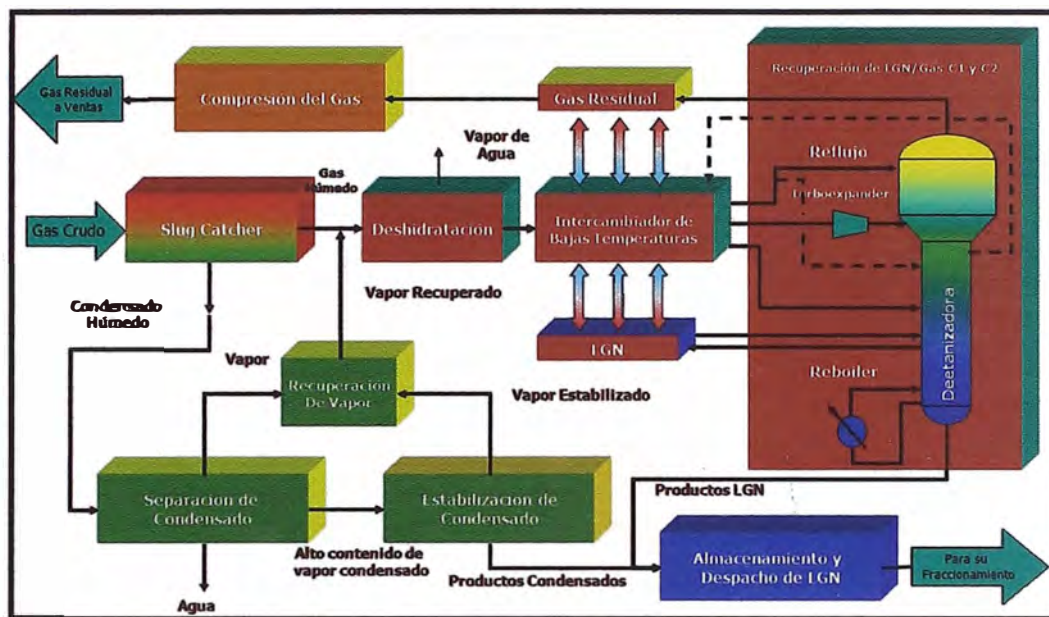 Recuperación de LGN/Gas C1 y C2
Gas Residual
a Ventas
Compresión del Gas
Gas Residual
Vapor de
Agua
Reflujo
Gas
Húmedo
Turboexpander
Gas Crudo
Slug Catcher
Deshidratación
Intercambiador de
Bajas Temperaturas
Condensado
Húmedo
Vapor Recuperado
Deetanizadora
Vapor
LGN
Recuperacion
De Vapor
Vapor Estabilizado
Reboiler
Separacion de
Condensado
Estabilizacion de
Condensado
Productos LGN
Alto contenido de
vapor condensado
Productos Condensados
Almacenamiento y
Despacho de LGN
Para su
Fraccionamiento
Agua